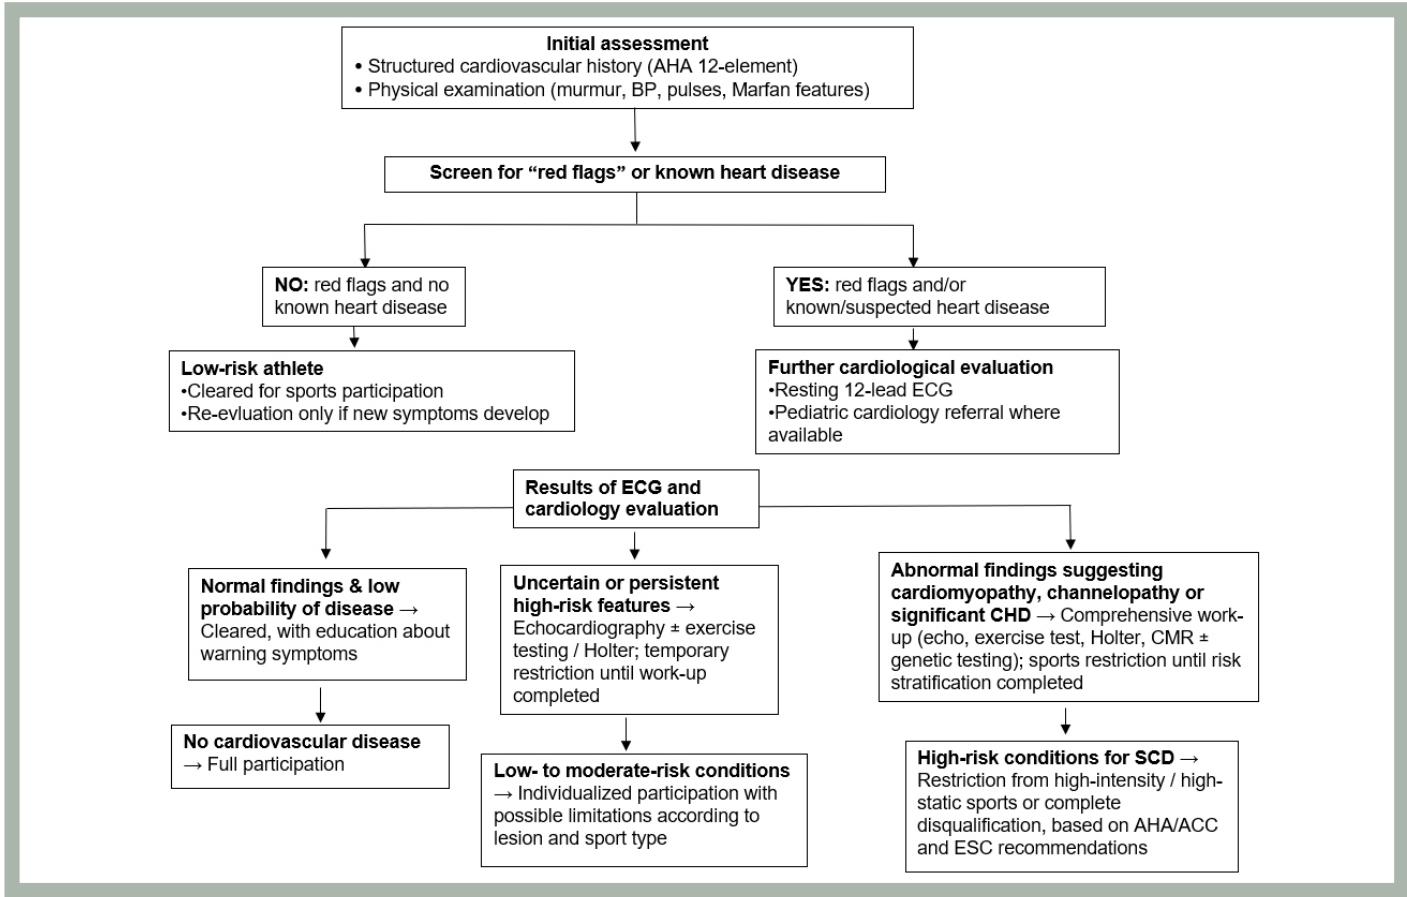 Initial assessment
• Structured cardiovascular history (AHA 12-element)
• Physical examination (murmur, BP, pulses, Marfan features)
Screen for “red flags” or known heart disease
NO: red flags and no
known heart disease
YES: red flags and/or
known/suspected heart disease
Low-risk athlete
•Cleared for sports participation
•Re-evluation only if new symptoms develop
Further cardiological evaluation
•Resting 12-lead ECG
•Pediatric cardiology referral where
available
Results of ECG and
cardiology evaluation
Normal findings & low
probability of disease →
Cleared, with education about
warning symptoms
Uncertain or persistent
high-risk features →
Echocardiography ± exercise
testing / Holter; temporary
restriction until work-up
completed
Abnormal findings suggesting
cardiomyopathy, channelopathy or
significant CHD → Comprehensive work-
up (echo, exercise test, Holter, CMR ±
genetic testing); sports restriction until risk
stratification completed
No cardiovascular disease
→ Full participation
Low- to moderate-risk conditions
→ Individualized participation with
possible limitations according to
lesion and sport type
High-risk conditions for SCD →
Restriction from high-intensity / high-
static sports or complete
disqualification, based on AHA/ACC
and ESC recommendations